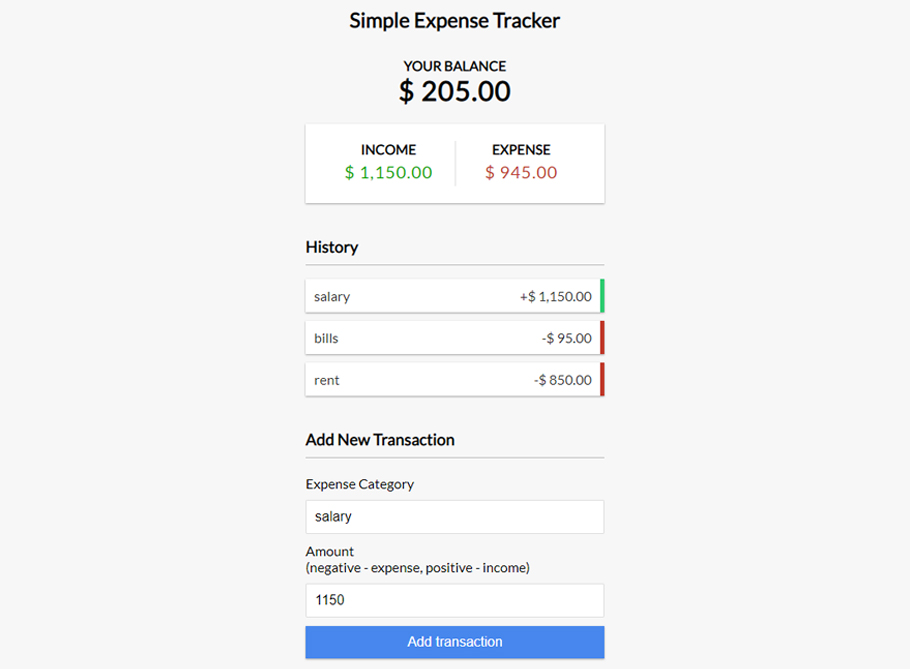 Simple Expense Tracker
YOUR BALANCE
$ 205.00
INCOME
$ 1,150.00
EXPENSE
$ 945.00
History
salary +$ 1,150.00
bills -$ 95.00
rent -$ 850.00
Add New Transaction
Expense Category
salary
Amount
(negative - expense, positive - income)
1150
Add transaction